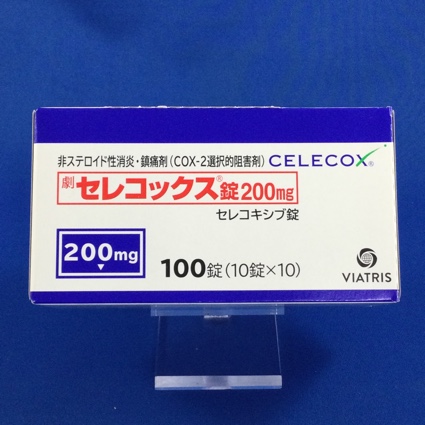 非ステロイド性消炎・鎮痛剤(COX-2選択的阻害剤) CELECOX®
劇 セレコックス®錠200mg
セレコキシブ錠
200mg
100錠(10錠×10)
VIATRIS